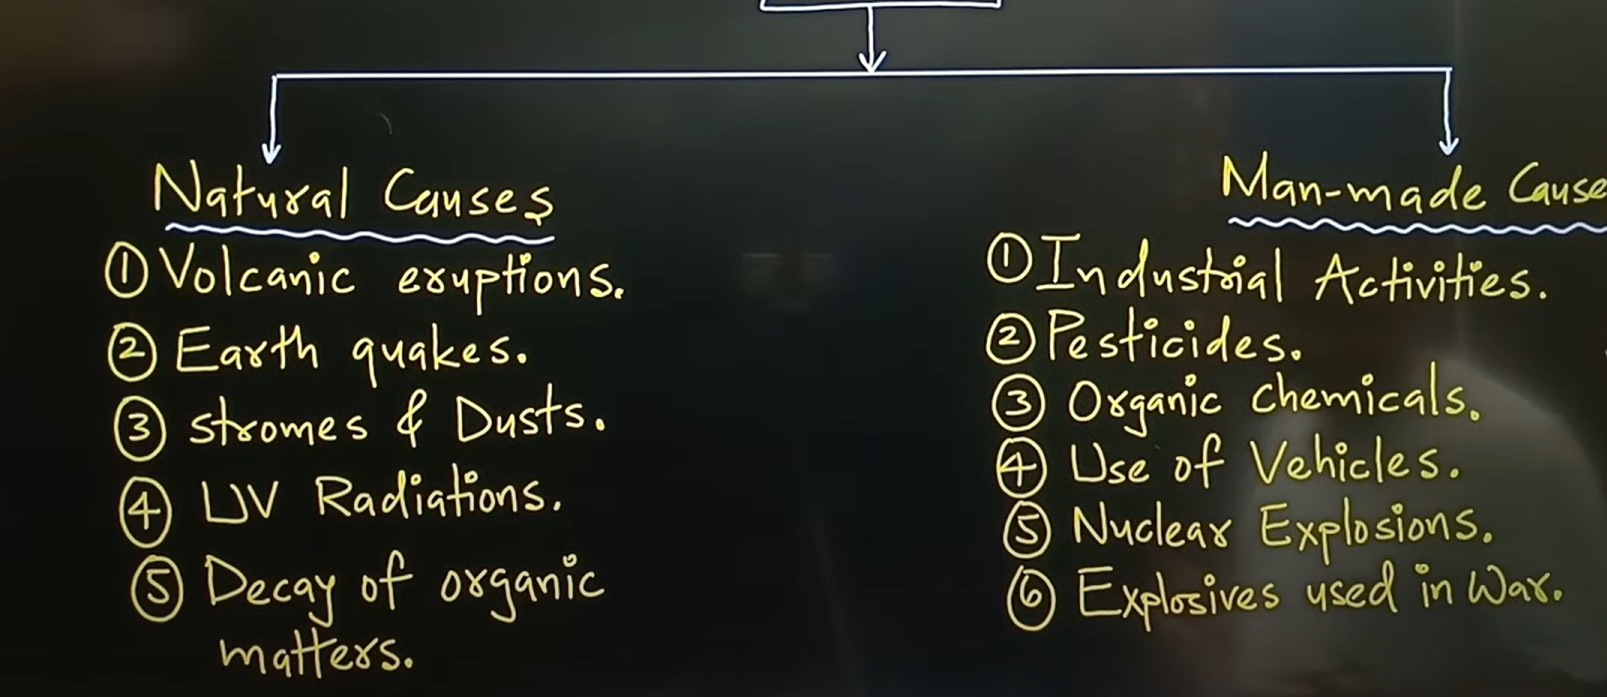 Natural Causes
① Volcanic eruptions.
② Earth quakes.
③ stromes & Dusts.
④ UV Radiations.
⑤ Decay of organic
matters.
Man-made Cause
① Industrial Activities.
② Pesticides.
③ Organic chemicals.
④ Use of Vehicles.
⑤ Nuclear Explosions.
⑥ Explosives used in War.